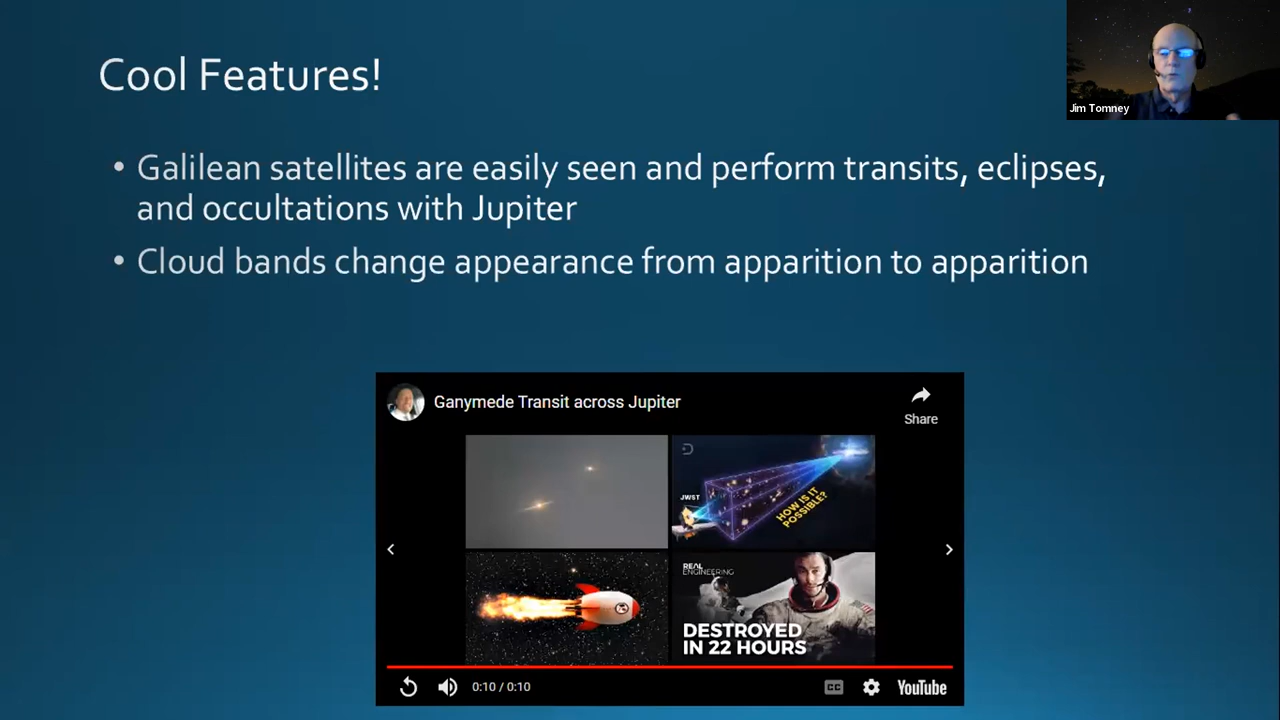 Cool Features!
Jim Tomney
• Galilean satellites are easily seen and perform transits, eclipses,
and occultations with Jupiter
• Cloud bands change appearance from apparition to apparition
Ganymede Transit across Jupiter
Share
JWST
HOW IS IT
POSSIBLE?
REAL
ENGINEERING
DESTROYED
IN 22 HOURS
0:10 / 0:10
CC
YouTube